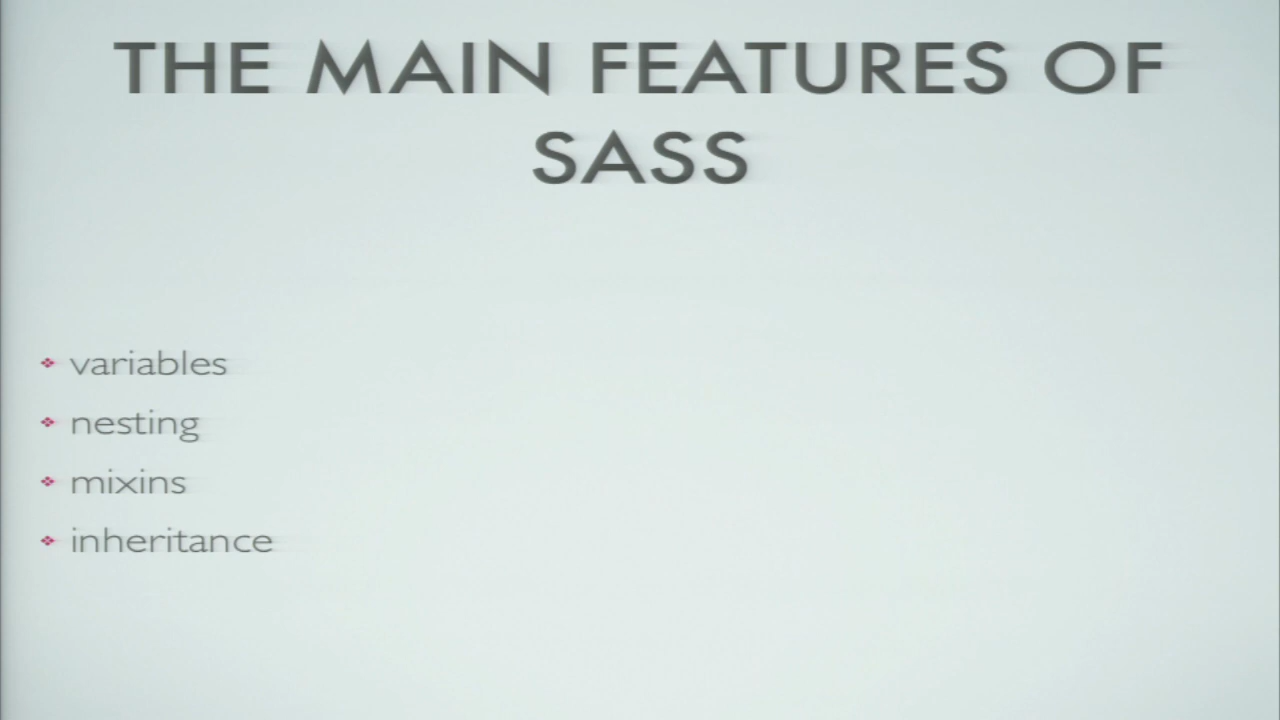 THE MAIN FEATURES OF
SASS
❖ variables
❖ nesting
❖ mixins
❖ inheritance